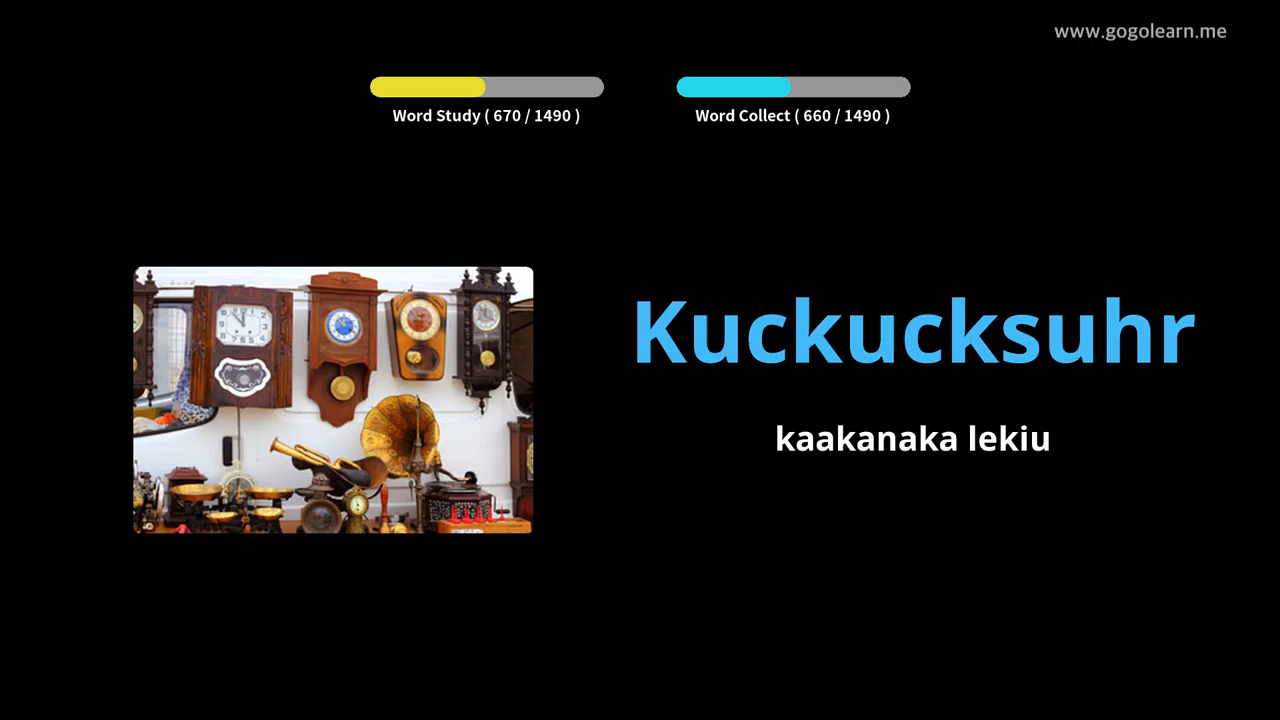 www.gogolearn.me
Word Study ( 670 / 1490 )
Word Collect ( 660 / 1490 )
Kuckucksuhr
kaakanaka lekiu